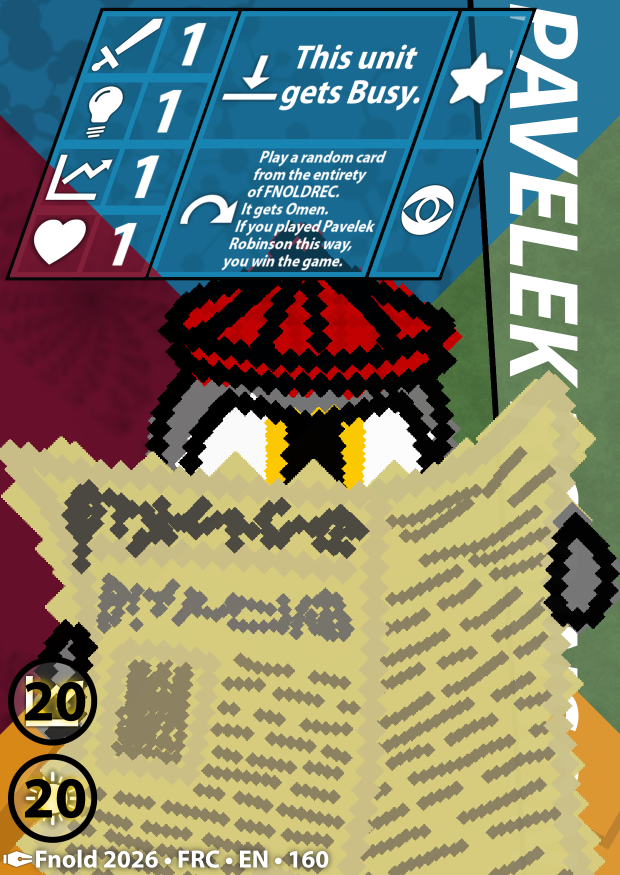 1
1
1
1
This unit
gets Busy.
Play a random card
from the entirety
of FNOLDREC.
It gets Omen.
If you played Pavelek
Robinson this way,
you win the game.
PAVELEK
20
20
Fnold 2026 • FRC • EN • 160